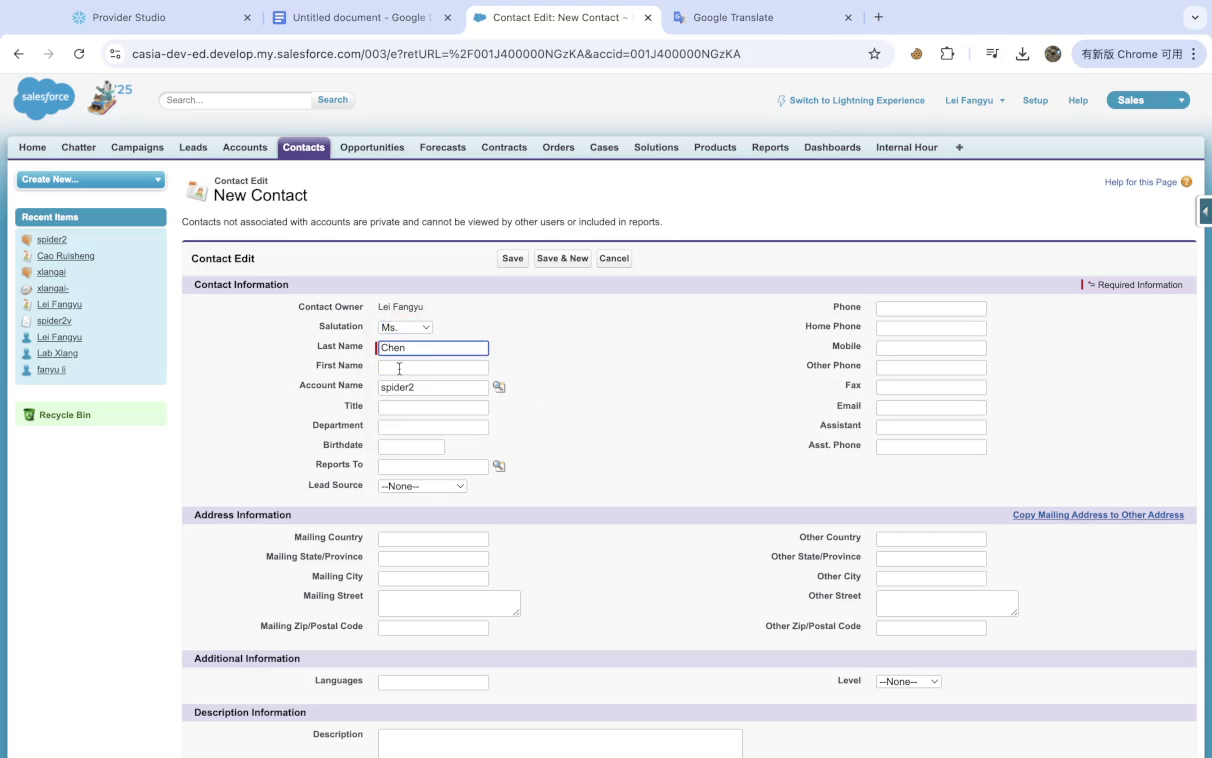 Provider Studio
Documents - Google D
Contact Edit: New Contact ~ S
Google Translate
casia-dev-ed.develop.my.salesforce.com/003/e?retURL=%2F001J400000NGzKA&accid=001J400000NGzKA
有新版 Chrome 可用
salesforce
'25
Search...
Search
Switch to Lightning Experience
Lei Fangyu
Setup
Help
Sales
Home
Chatter
Campaigns
Leads
Accounts
Contacts
Opportunities
Forecasts
Contracts
Orders
Cases
Solutions
Products
Reports
Dashboards
Internal Hour
Create New...
Recent Items
spider2
Cao Ruisheng
xlangai
xlangai-
Lei Fangyu
spider2v
Lei Fangyu
Lab Xlang
fanyu li
Recycle Bin
Contact Edit
New Contact
Help for this Page
Contacts not associated with accounts are private and cannot be viewed by other users or included in reports.
Contact Edit
Save
Save & New
Cancel
Contact Information
*= Required Information
Contact Owner Lei Fangyu
Phone
Salutation Ms.
Home Phone
Last Name Chen
Mobile
First Name
Other Phone
Account Name spider2
Fax
Title
Email
Department
Assistant
Birthdate
Asst. Phone
Reports To
Lead Source --None--
Address Information
Copy Mailing Address to Other Address
Mailing Country
Other Country
Mailing State/Province
Other State/Province
Mailing City
Other City
Mailing Street
Other Street
Mailing Zip/Postal Code
Other Zip/Postal Code
Additional Information
Languages
Level --None--
Description Information
Description